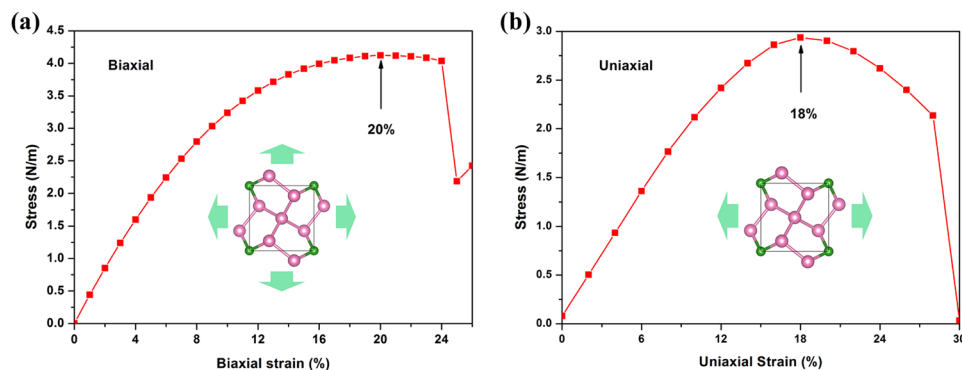 (a)
4.5
4.0
3.5
3.0
2.5
2.0
1.5
1.0
0.5
0.0
Stress (N/m)
Biaxial
20%
0 4 8 12 16 20 24
Biaxial strain (%)
(b)
3.0
2.5
2.0
1.5
1.0
0.5
0.0
Stress (N/m)
Uniaxial
18%
0 6 12 18 24 30
Uniaxial Strain (%)